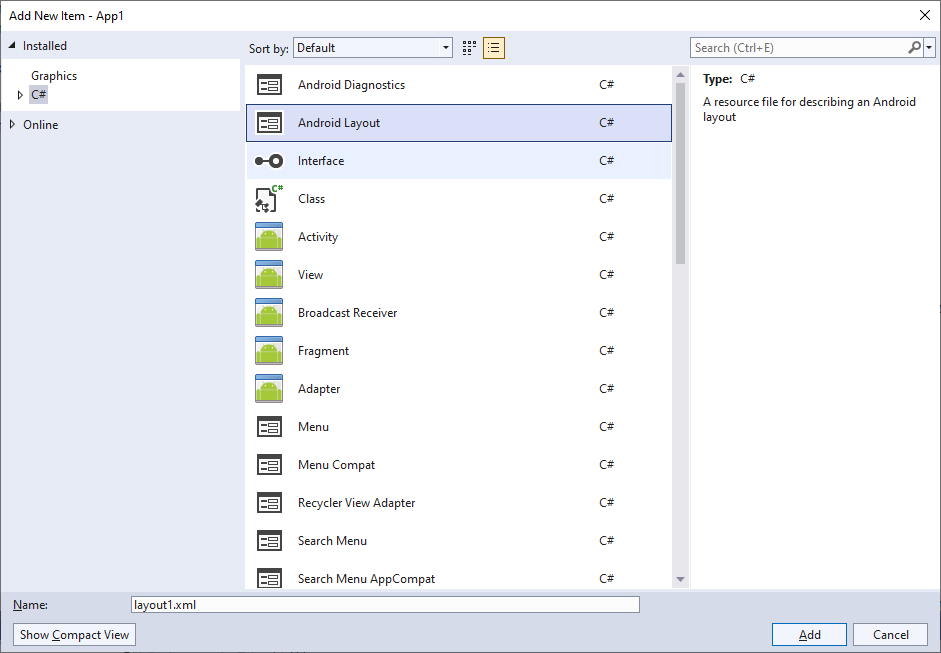 Add New Item - App1
Installed
Graphics
C#
Online
Sort by: Default
Search (Ctrl+E)
Android Diagnostics C#
Android Layout C#
Interface C#
C#
Class C#
Activity C#
View C#
Broadcast Receiver C#
Fragment C#
Adapter C#
Menu C#
Menu Compat C#
Recycler View Adapter C#
Search Menu C#
Search Menu AppCompat C#
Type: C#
A resource file for describing an Android
layout
Name: layout1.xml
Show Compact View
Add
Cancel